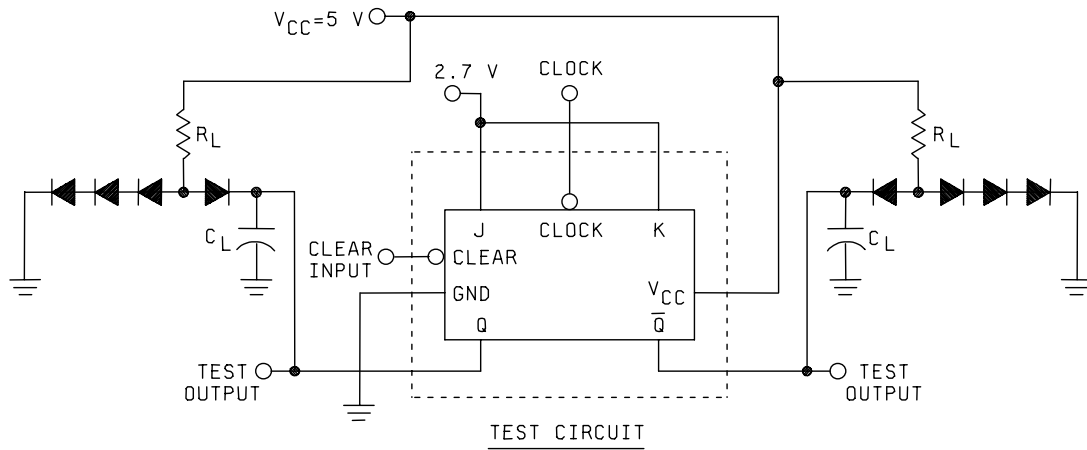 V_CC=5 V
2.7 V
CLOCK
R_L
R_L
C_L
C_L
J
CLOCK
K
CLEAR
INPUT
CLEAR
GND
V_CC
Q
Q̅
TEST
OUTPUT
TEST
OUTPUT
TEST CIRCUIT